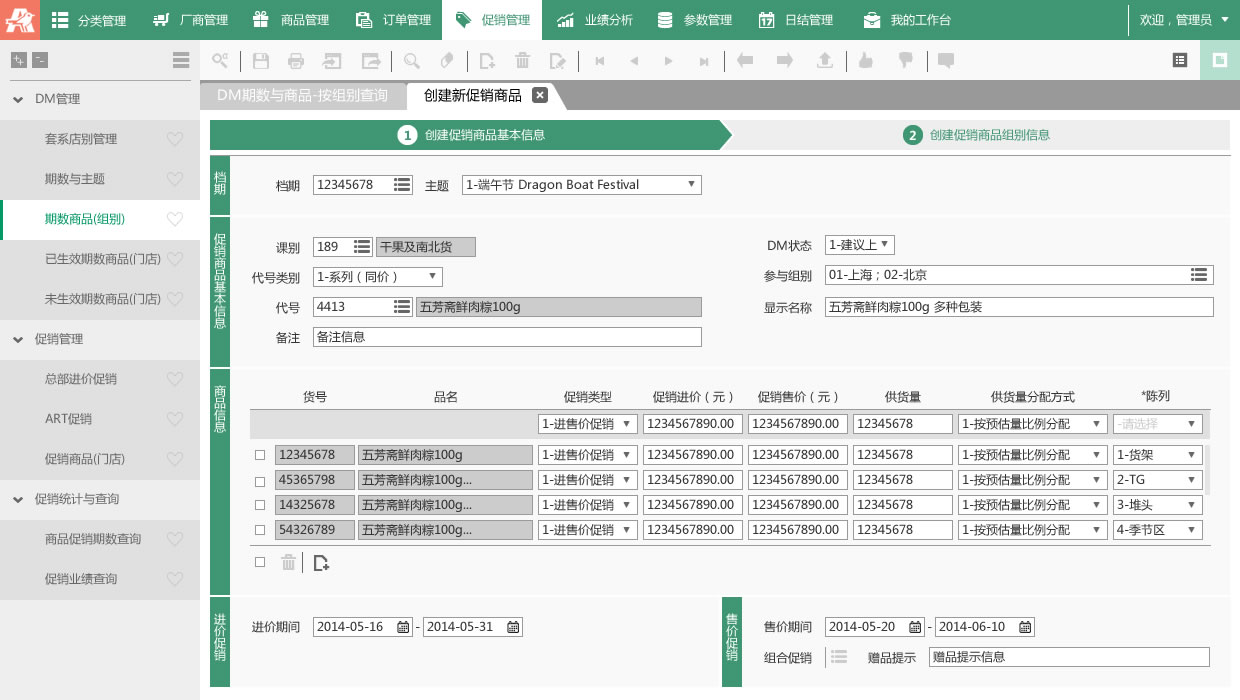 分类管理 厂商管理 商品管理 订单管理 促销管理 业绩分析 参数管理 日结管理 我的工作台 欢迎，管理员
DM期数与商品-按组别查询 创建新促销商品
DM管理
套系店别管理
期数与主题
期数商品(组别)
已生效期数商品(门店)
未生效期数商品(门店)
促销管理
总部进价促销
ART促销
促销商品(门店)
促销统计与查询
商品促销期数查询
促销业绩查询
1 创建促销商品基本信息 2 创建促销商品组别信息
档期
档期 12345678 主题 1-端午节 Dragon Boat Festival
促销商品基本信息
课别 189 干果及南北货 DM状态 1-建议上
代号类别 1-系列（同价） 参与组别 01-上海；02-北京
代号 4413 五芳斋鲜肉粽100g 显示名称 五芳斋鲜肉粽100g 多种包装
备注 备注信息
商品信息
货号 品名 促销类型 促销进价（元） 促销售价（元） 供货量 供货量分配方式 *陈列
1-进售价促销 1234567890.00 1234567890.00 12345678 1-按预估量比例分配 -请选择
12345678 五芳斋鲜肉粽100g 1-进售价促销 1234567890.00 1234567890.00 12345678 1-按预估量比例分配 1-货架
45365798 五芳斋鲜肉粽100g... 1-进售价促销 1234567890.00 1234567890.00 12345678 1-按预估量比例分配 2-TG
14325678 五芳斋鲜肉粽100g... 1-进售价促销 1234567890.00 1234567890.00 12345678 1-按预估量比例分配 3-堆头
54326789 五芳斋鲜肉粽100g... 1-进售价促销 1234567890.00 1234567890.00 12345678 1-按预估量比例分配 4-季节区
进价促销
进价期间 2014-05-16 - 2014-05-31
售价促销
售价期间 2014-05-20 - 2014-06-10
组合促销 赠品提示 赠品提示信息